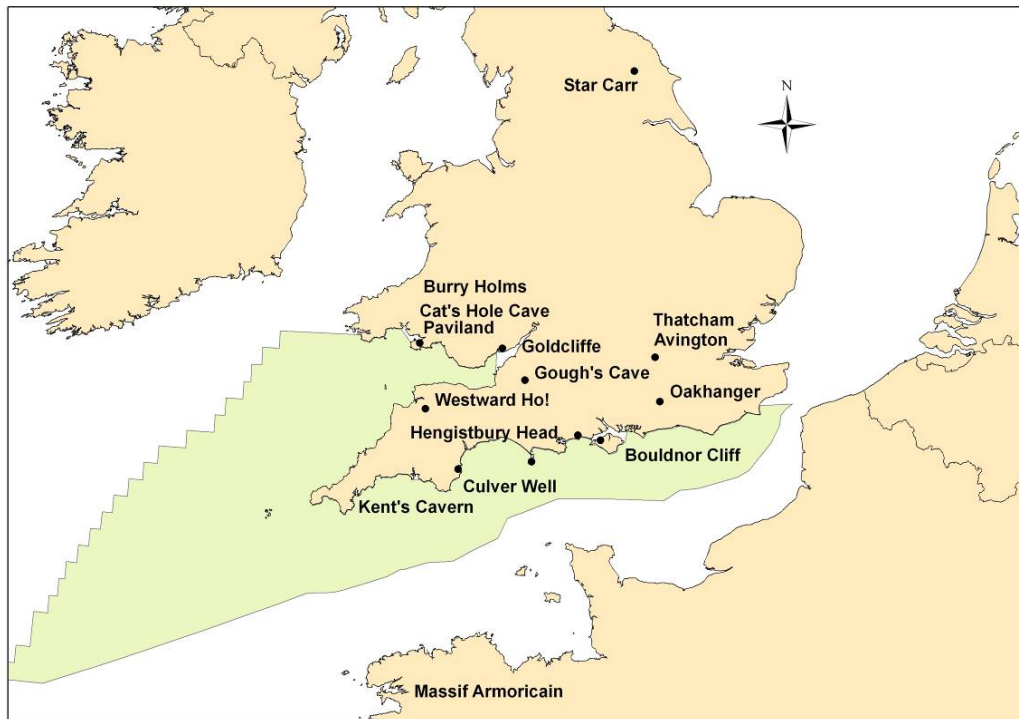 Star Carr
N
Burry Holms
Cat's Hole Cave
Paviland
Thatcham
Avington
Goldcliffe
Gough's Cave
Oakhanger
Westward Ho!
Hengistbury Head
Bouldnor Cliff
Culver Well
Kent's Cavern
Massif Armoricain